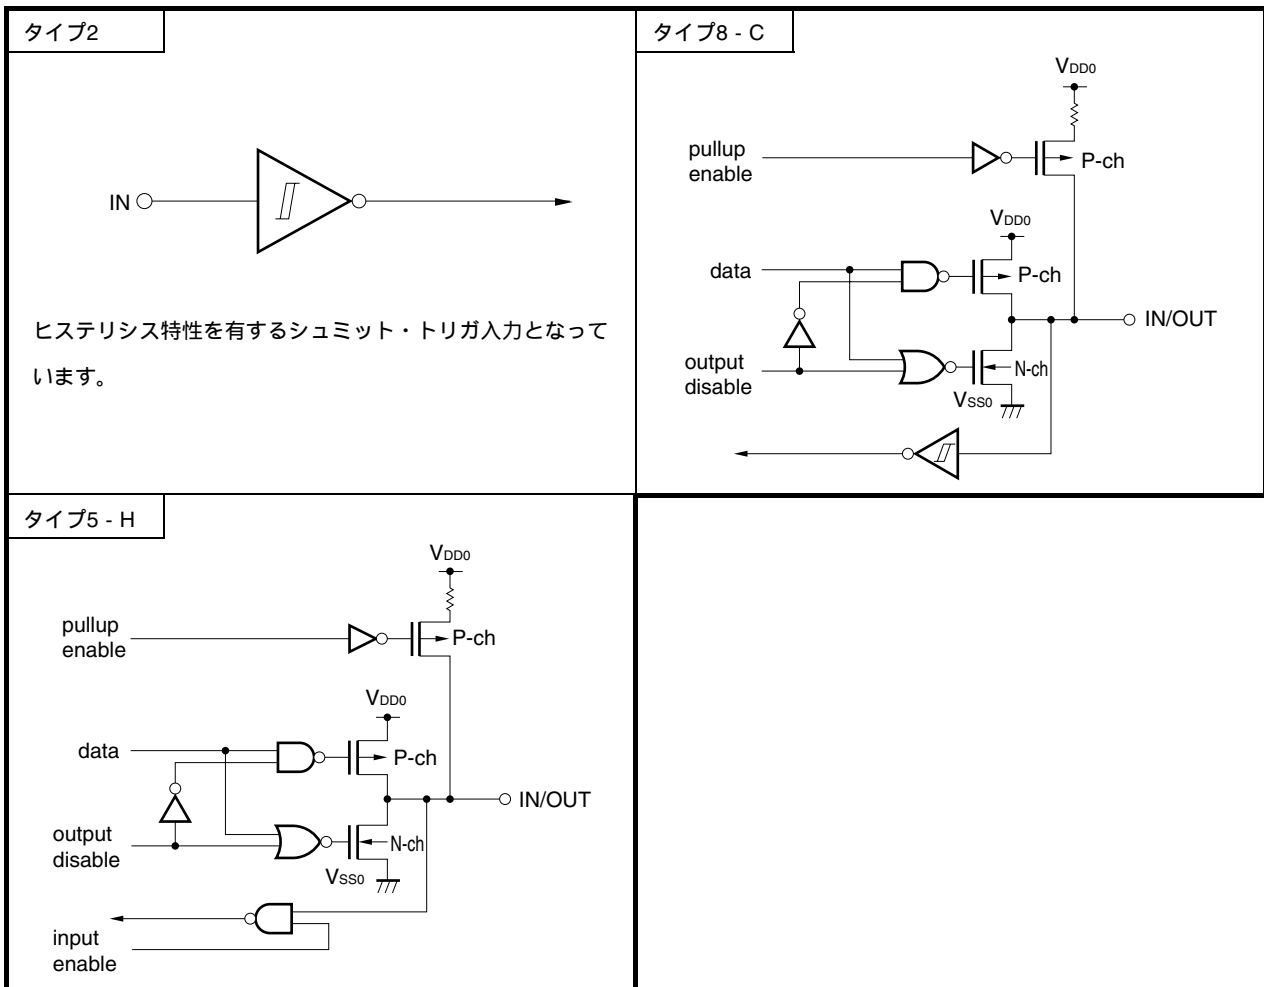 タイプ2
IN
ヒステリシス特性を有するシュミット・トリガ入力となって
います。
タイプ8 - C
VDD0
pullup
enable
P-ch
VDD0
data
P-ch
IN/OUT
output
disable
N-ch
VSS0
タイプ5 - H
VDD0
pullup
enable
P-ch
VDD0
data
P-ch
IN/OUT
output
disable
N-ch
VSS0
input
enable